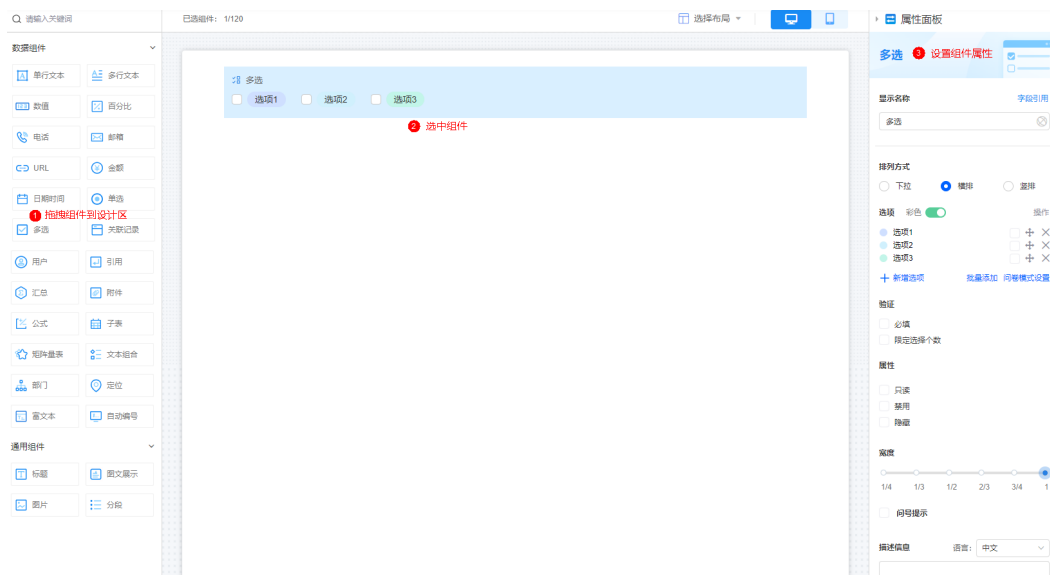 请输入关键词
已选组件： 1/120
选择布局
属性面板
数据组件
单行文本 多行文本
数值 百分比
电话 邮箱
URL 金额
日期时间 单选
1 拖拽组件到设计区
多选 关联记录
用户 引用
汇总 附件
公式 子表
矩阵量表 文本组合
部门 定位
富文本 自动编号
通用组件
标题 图文展示
图片 分段
多选
选项1 选项2 选项3
2 选中组件
多选 3 设置组件属性
显示名称 字段引用
多选
排列方式
下拉 横排 竖排
选项 彩色 操作
选项1
选项2
选项3
新增选项 批量添加 问卷模式设置
验证
必填
限定选择个数
属性
只读
禁用
隐藏
宽度
1/4 1/3 1/2 2/3 3/4 1
问号提示
描述信息 语言： 中文